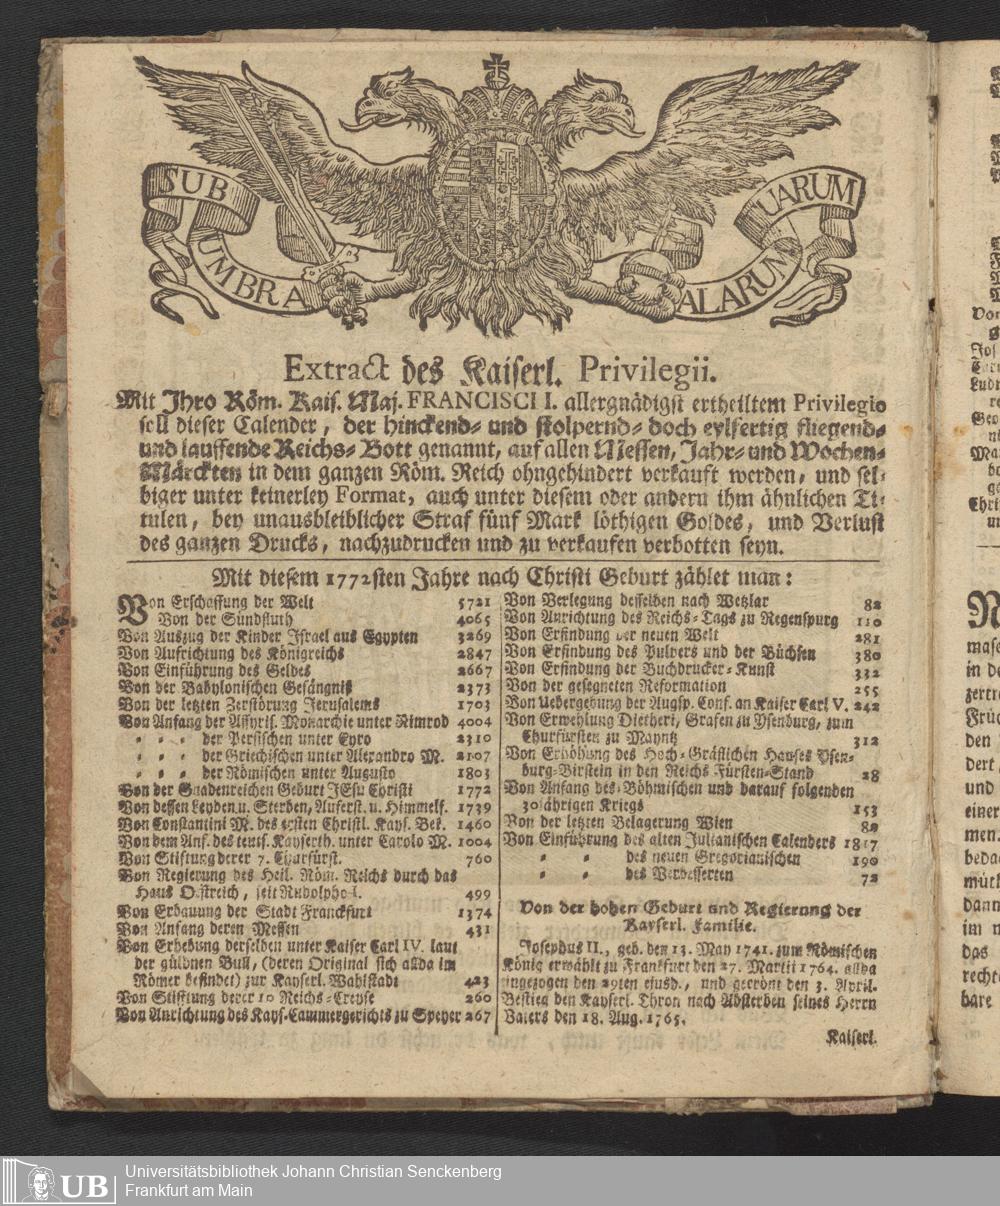 SUB UMBRA ALARUM TUARUM
Extract des Kaiserl. Privilegii.
Mit Ihro Röm. Kais. Maj. FRANCISCI I. allergnädigst ertheiltem Privilegio
soll dieser Calender, der hinckend- und stolpernd- doch eylfertig fliegend-
und lauffende Reichs-Bott genannt, auf allen Messen, Jahr- und Wochen-
Märckten in dem ganzen Röm. Reich ohngehindert verkauft werden, und sel-
biger unter keinerley Format, auch unter diesem oder andern ihm ähnlichen Ti-
tulen, bey unausbleiblicher Straf fünf Mark löthigen Goldes, und Verlust
des ganzen Drucks, nachzudrucken und zu verkaufen verbotten seyn.
Mit diesem 1772sten Jahre nach Christi Geburt zählet man:
Von Erschaffung der Welt 5721
Von der Sündfluth 4065
Von Auszug der Kinder Israel aus Egypten 3269
Von Aufrichtung des Königreichs 2847
Von Einführung des Geldes 2667
Von der Babylonischen Gefängniß 2373
Von der letzten Zerstörung Jerusalems 1703
Von Anfang der Assyris. Monarchie unter Nimrod 4004
- - - der Persischen unter Cyro 2310
- - - der Griechischen unter Alexandro M. 2107
- - - der Römischen unter Augusto 1803
Von der Gnadenreichen Geburt JEsu Christi 1772
Von dessen Leyden u. Sterben, Auferst. u. Himmelf. 1739
Von Constantini M. des ersten Christl. Kays. Bek. 1460
Von dem Anf. des teuts. Kayserth. unter Carolo M. 1004
Von Stiftung derer 7. Churfürst. 760
Von Regierung des Heil. Röm. Reichs durch das
Haus Oestreich, seit Rudolpho I. 499
Von Erbauung der Stadt Franckfurt 1374
Von Anfang deren Messen 431
Von Erhebung derselben unter Kaiser Carl IV. laut
der güldnen Bull, (deren Original sich allda im
Römer befindet) zur Kayserl. Wahlstadt 423
Von Stifftung derer 10 Reichs-Creyse 260
Von Anrichtung des Kays. Cammergerichts zu Speyer 267
Von Verlegung desselben nach Wetzlar 82
Von Anrichtung des Reichs-Tags zu Regenspurg 110
Von Erfindung der neuen Welt 281
Von Erfindung des Pulvers und der Büchsen 380
Von Erfindung der Buchdrucker-Kunst 332
Von der gesegneten Reformation 255
Von Uebergebung der Augsp. Conf. an Kaiser Carl V. 242
Von Erwehlung Dietheri, Grafen zu Ysenburg, zum
Churfürsten zu Mayntz 312
Von Erhöhung des Hoch-Gräflichen Hauses Ysen-
burg-Birstein in den Reichs Fürsten-Stand 28
Von Anfang des Böhmischen und darauf folgenden
30jährigen Kriegs 153
Von der letzten Belagerung Wien 89
Von Einführung des alten Julianischen Calenders 1817
- - des neuen Gregorianischen 190
- - des Verbesserten 72
Von der hohen Geburt und Regierung der
Kayserl. Familie.
Josephus II., geb. den 13. May 1741. zum Römischen
König erwählt zu Frankfurt den 27. Martii 1764. allda
eingezogen den 29ten ejusd., und gecrönt den 3. April.
Bestieg den Kayserl. Thron nach Absterben seines Herrn
Vaters den 18. Aug. 1765.
Kaiserl.
UB
Universitätsbibliothek Johann Christian Senckenberg
Frankfurt am Main